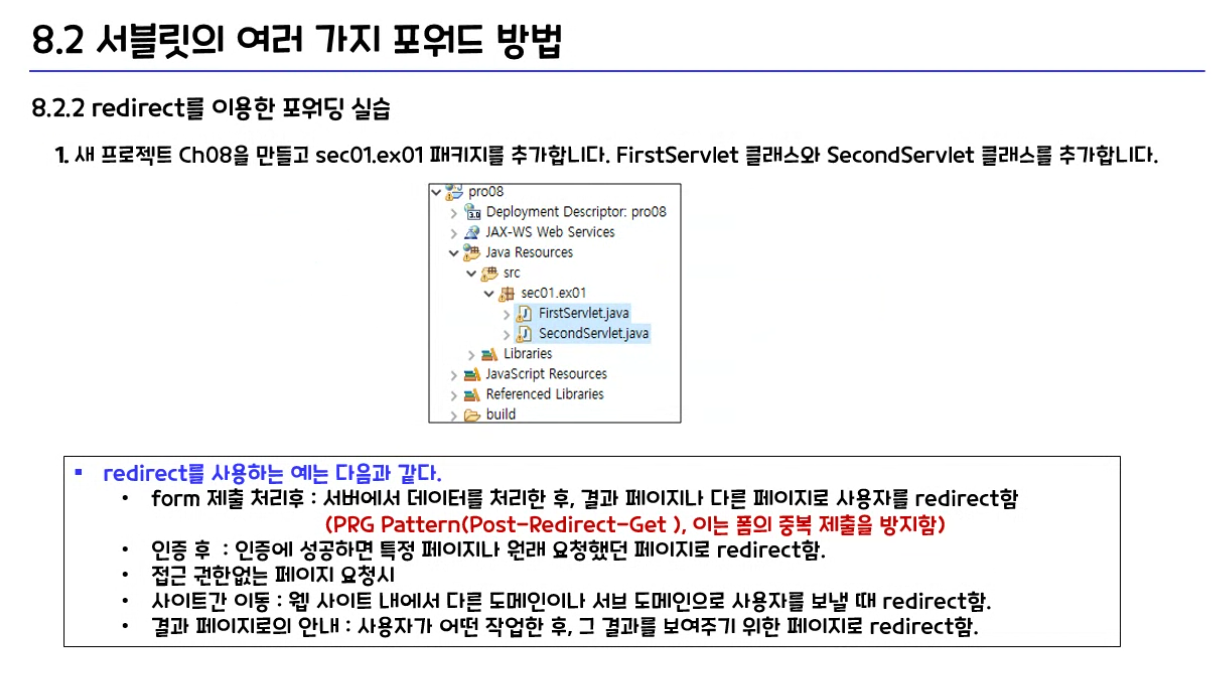 8.2 서블릿의 여러 가지 포워드 방법
8.2.2 redirect를 이용한 포워딩 실습
1. 새 프로젝트 Ch08을 만들고 sec01.ex01 패키지를 추가합니다. FirstServlet 클래스와 SecondServlet 클래스를 추가합니다.
pro08
Deployment Descriptor: pro08
JAX-WS Web Services
Java Resources
src
sec01.ex01
FirstServlet.java
SecondServlet.java
Libraries
JavaScript Resources
Referenced Libraries
build
▪ redirect를 사용하는 예는 다음과 같다.
• form 제출 처리후 : 서버에서 데이터를 처리한 후, 결과 페이지나 다른 페이지로 사용자를 redirect함
(PRG Pattern(Post-Redirect-Get ), 이는 폼의 중복 제출을 방지함)
• 인증 후 : 인증에 성공하면 특정 페이지나 원래 요청했던 페이지로 redirect함.
• 접근 권한없는 페이지 요청시
• 사이트간 이동 : 웹 사이트 내에서 다른 도메인이나 서브 도메인으로 사용자를 보낼 때 redirect함.
• 결과 페이지로의 안내 : 사용자가 어떤 작업한 후, 그 결과를 보여주기 위한 페이지로 redirect함.